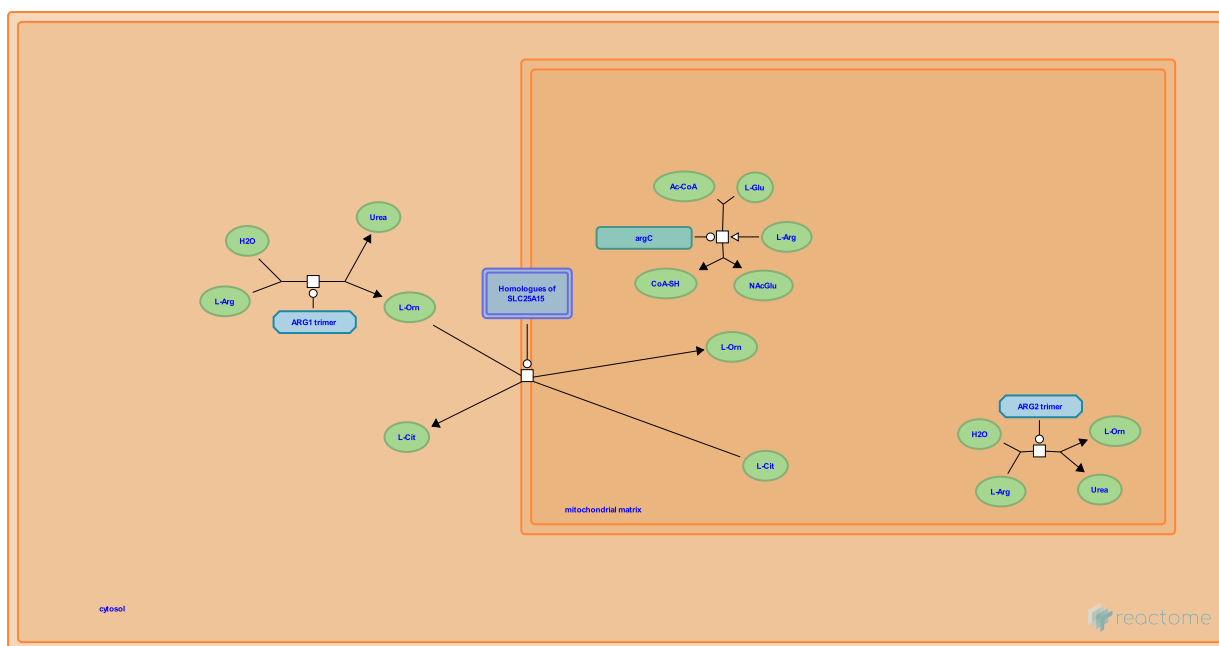 Ac-CoA
L-Glu
Urea
H2O
argC
L-Arg
CoA-SH
NAcGlu
Homologues of
SLC25A15
L-Arg
L-Orn
ARG1 trimer
L-Orn
ARG2 trimer
H2O
L-Orn
L-Cit
L-Cit
L-Arg
Urea
mitochondrial matrix
cytosol
reactome